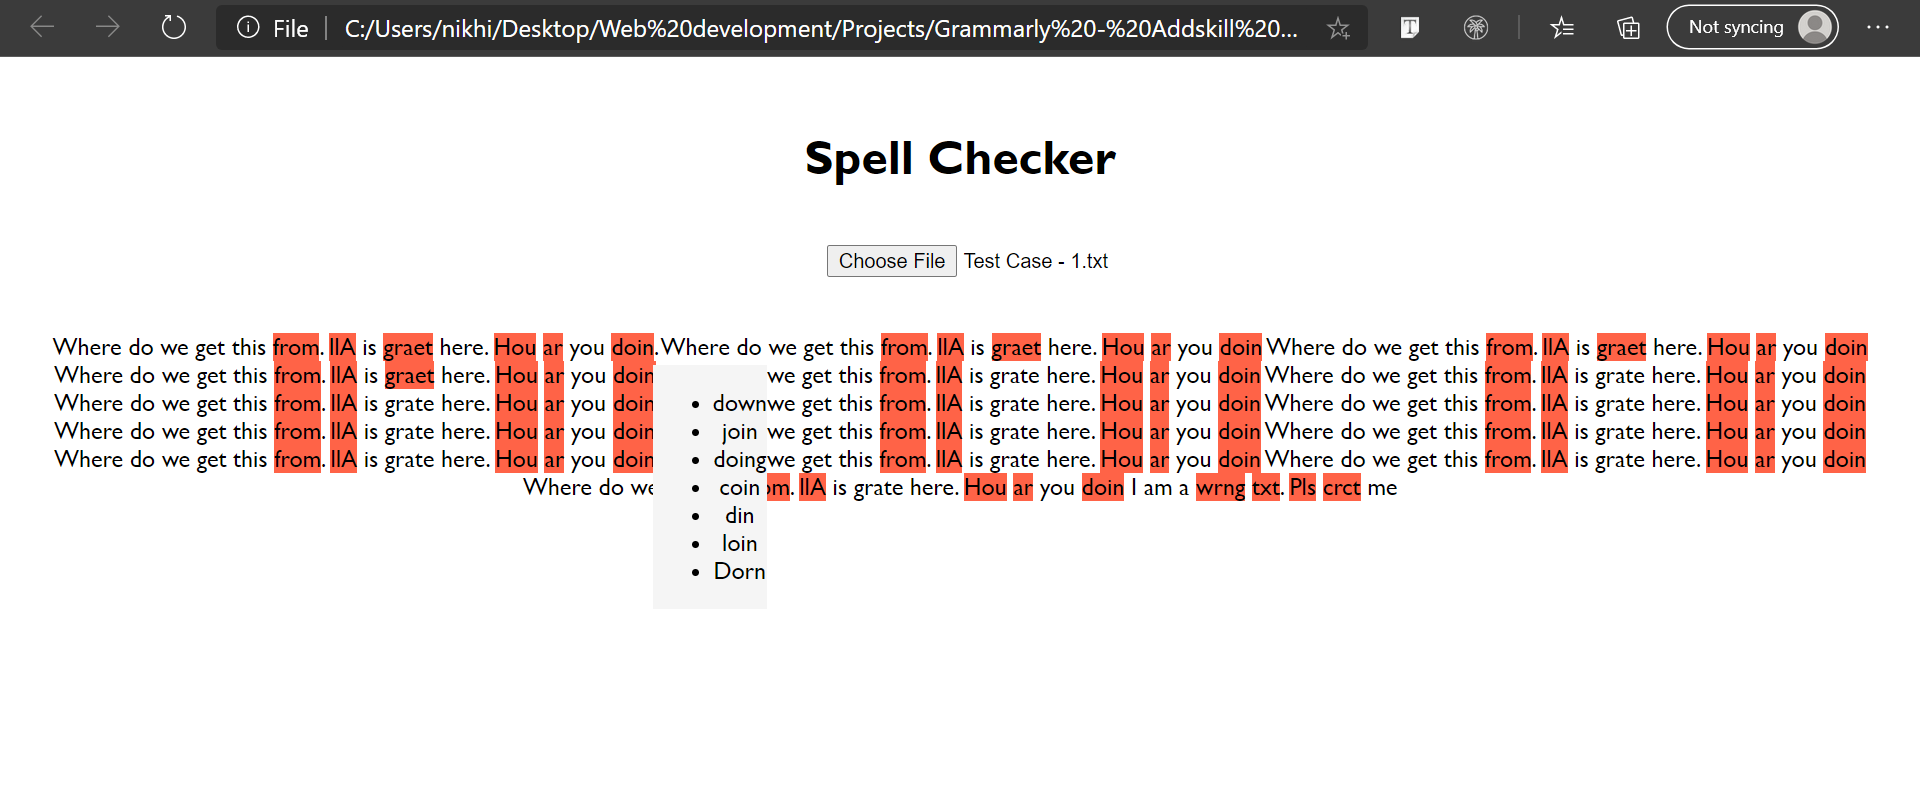 File C:/Users/nikhi/Desktop/Web%20development/Projects/Grammarly%20-%20Addskill%20... Not syncing
Spell Checker
Choose File Test Case - 1.txt
Where do we get this from. IIA is graet here. Hou ar you doin.Where do we get this from. IIA is graet here. Hou ar you doin Where do we get this from. IIA is graet here. Hou ar you doin
Where do we get this from. IIA is graet here. Hou ar you doin we get this from. IIA is grate here. Hou ar you doin Where do we get this from. IIA is grate here. Hou ar you doin
Where do we get this from. IIA is grate here. Hou ar you doin • down we get this from. IIA is grate here. Hou ar you doin Where do we get this from. IIA is grate here. Hou ar you doin
Where do we get this from. IIA is grate here. Hou ar you doin • join we get this from. IIA is grate here. Hou ar you doin Where do we get this from. IIA is grate here. Hou ar you doin
Where do we get this from. IIA is grate here. Hou ar you doin • doing we get this from. IIA is grate here. Hou ar you doin Where do we get this from. IIA is grate here. Hou ar you doin
Where do we • coin om. IIA is grate here. Hou ar you doin I am a wrng txt. Pls crct me
• din
• loin
• Dorn